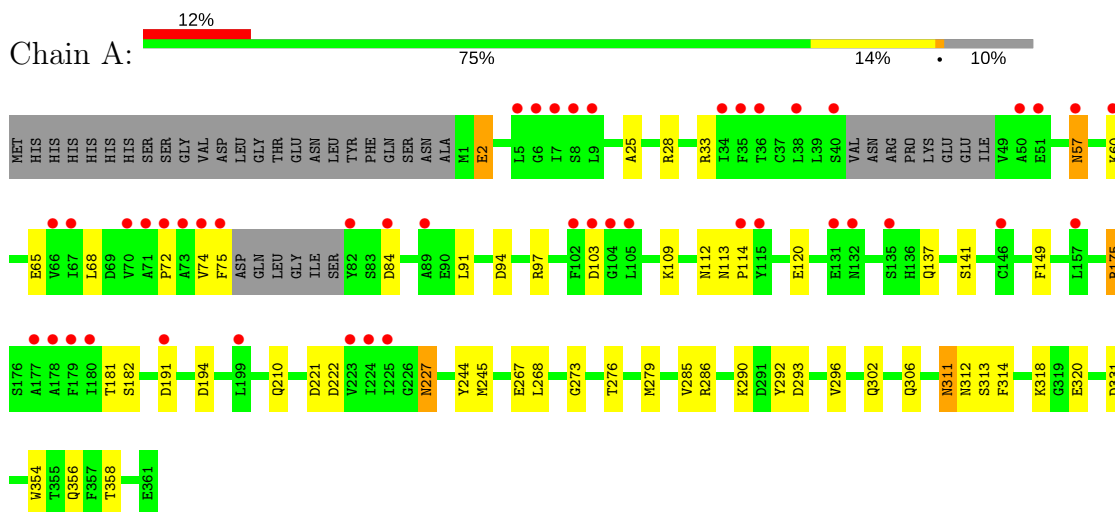 12%
Chain A:
75% 14% • 10%
MET HIS HIS HIS HIS HIS HIS SER SER GLY VAL ASP LEU GLY THR GLU ASN LEU TYR PHE GLN SER ASN ALA M1 E2 L5 G6 I7 S8 L9 A25 R28 R33 I34 F35 T36 C37 L38 L39 S40 VAL ASN ARG PRO LYS GLU GLU ILE V49 A50 E51 N57 K60
E65 V66 I67 L68 D69 V70 A71 P72 A73 V74 F75 ASP GLN LEU GLY ILE SER Y82 S83 D84 A89 E90 L91 D94 R97 F102 D103 G104 L105 K109 N112 N113 P114 Y115 E120 E131 N132 S135 H136 Q137 S141 C146 F149 L157
S176 A177 A178 F179 I180 T181 S182 D191 D194 L199 Q210 D221 D222 V223 I224 I225 G226 N227 Y244 M245 E267 L268 G273 T276 M279 V285 R286 K290 D291 Y292 D293 V296 Q302 Q306 N311 N312 S313 F314 K318 G319 E320
W354 T355 Q356 F357 T358 E361